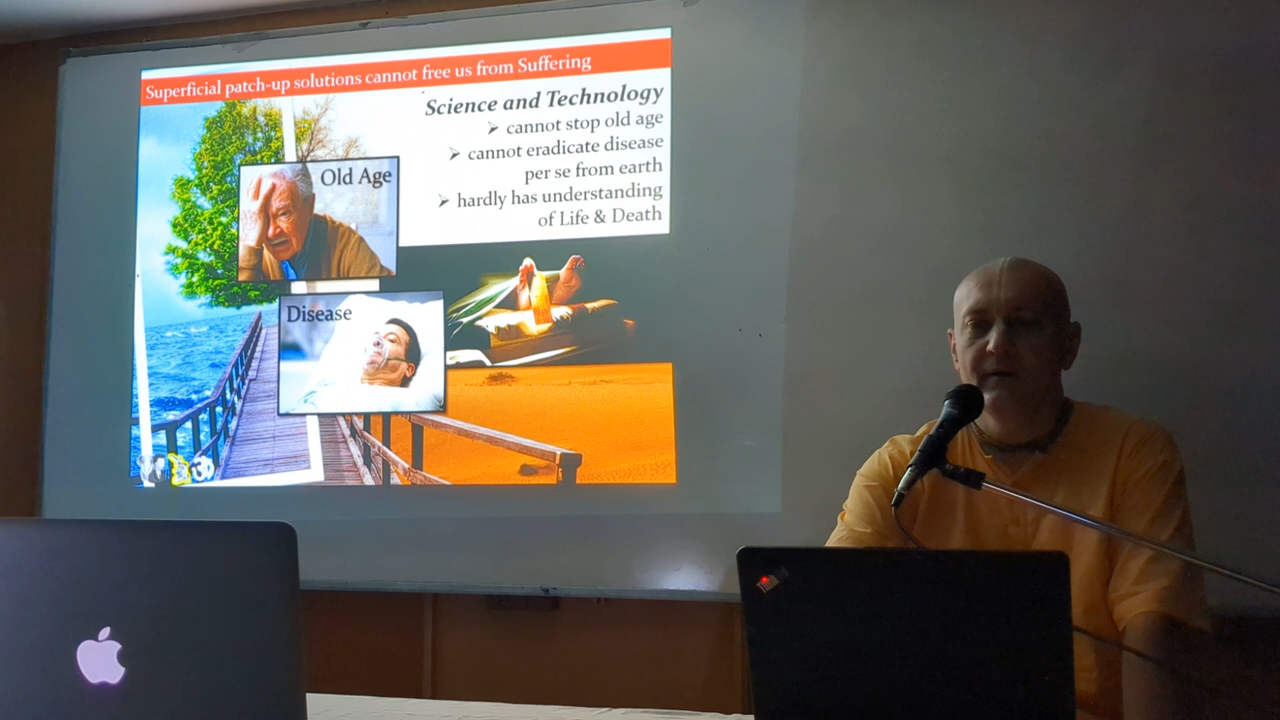 Superficial patch-up solutions cannot free us from Suffering
Science and Technology
➢ cannot stop old age
➢ cannot eradicate disease
per se from earth
➢ hardly has understanding
of Life & Death
Old Age
Disease